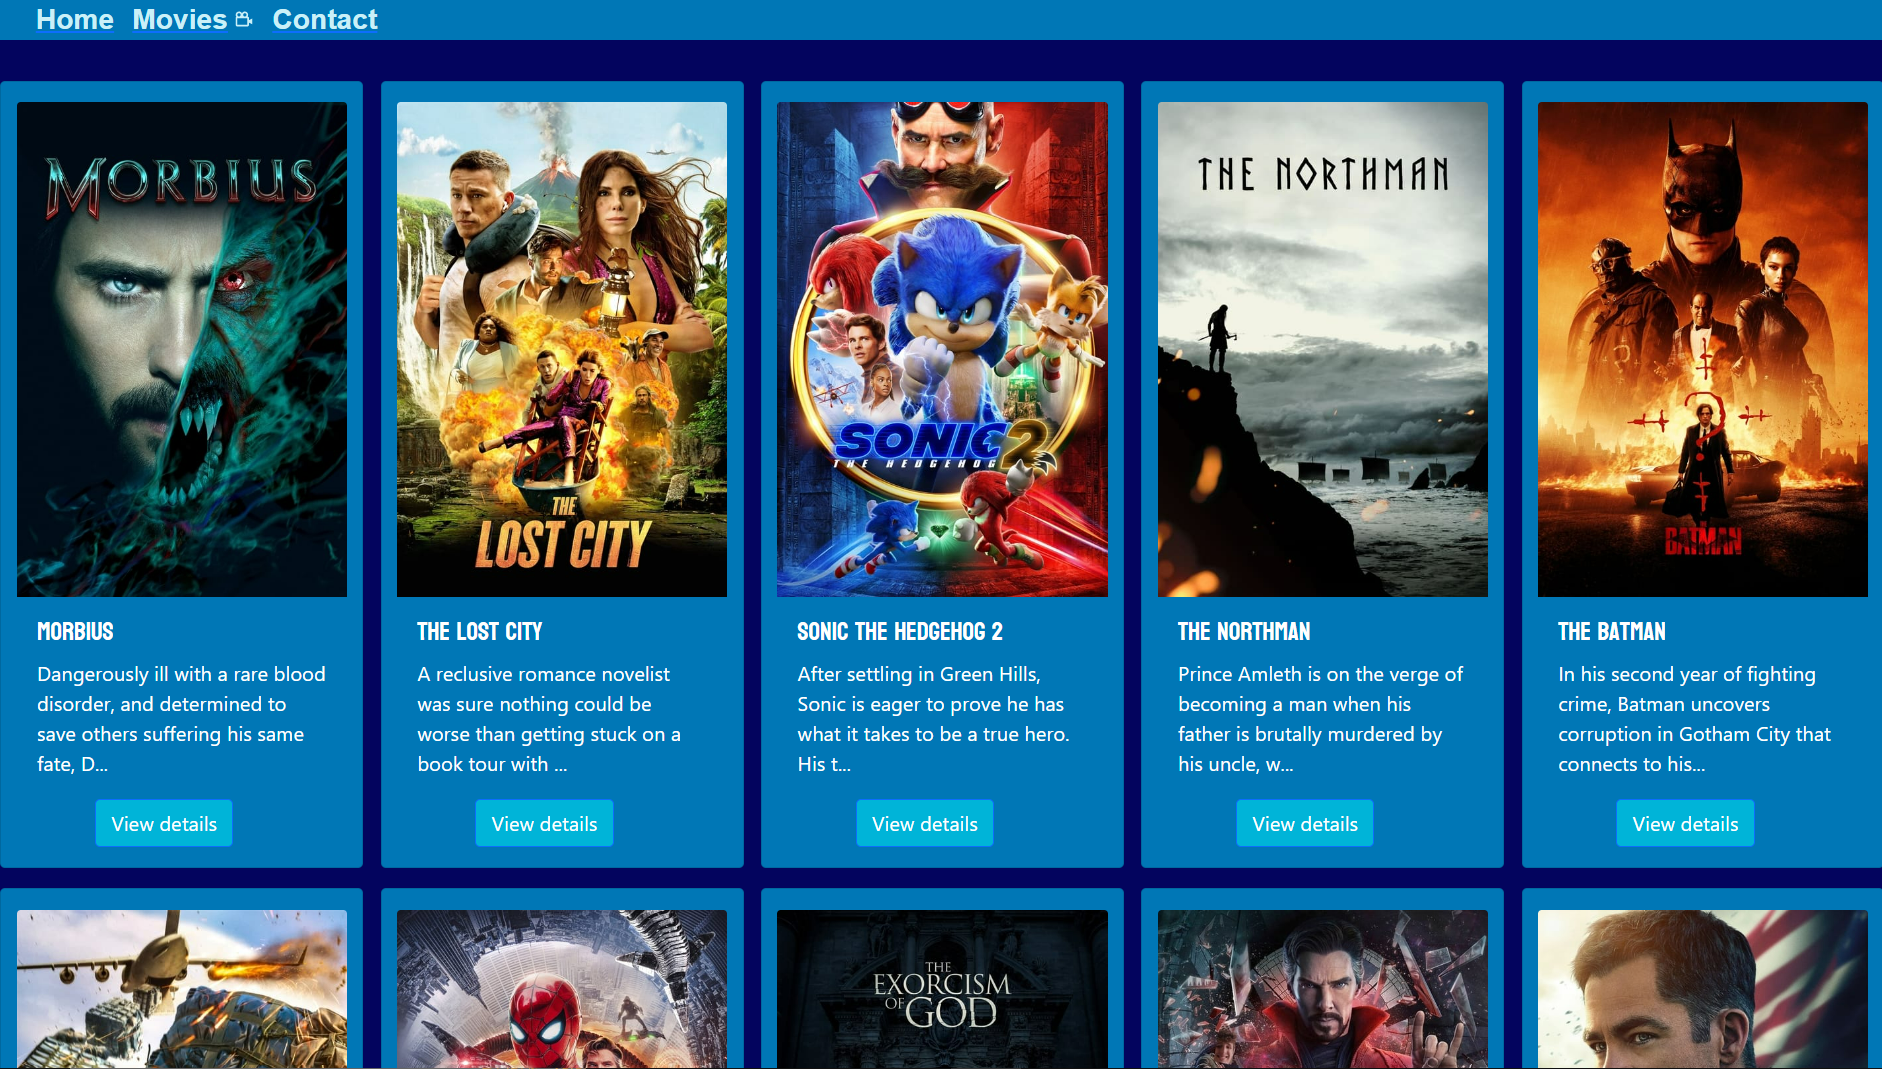 Home Movies Contact
MORBIUS
THE
LOST CITY
SONIC 2
THE HEDGEHOG
THE NORTHMAN
THE
BATMAN
MORBIUS
Dangerously ill with a rare blood
disorder, and determined to
save others suffering his same
fate, D...
View details
THE LOST CITY
A reclusive romance novelist
was sure nothing could be
worse than getting stuck on a
book tour with ...
View details
SONIC THE HEDGEHOG 2
After settling in Green Hills,
Sonic is eager to prove he has
what it takes to be a true hero.
His t...
View details
THE NORTHMAN
Prince Amleth is on the verge of
becoming a man when his
father is brutally murdered by
his uncle, w...
View details
THE BATMAN
In his second year of fighting
crime, Batman uncovers
corruption in Gotham City that
connects to his...
View details
THE
EXORCISM
OF GOD